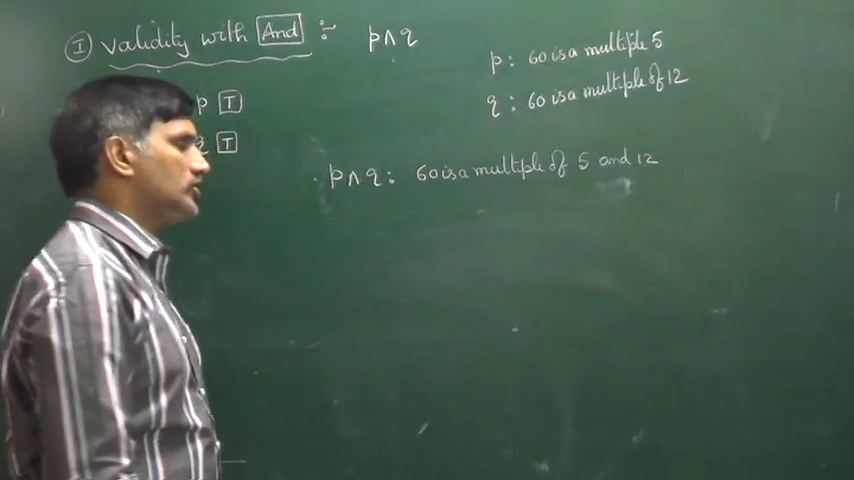 I validity with And :- p∧q
p : 60 is a multiple 5
q : 60 is a multiple of 12
p T
q T
p∧q : 60 is a multiple of 5 and 12